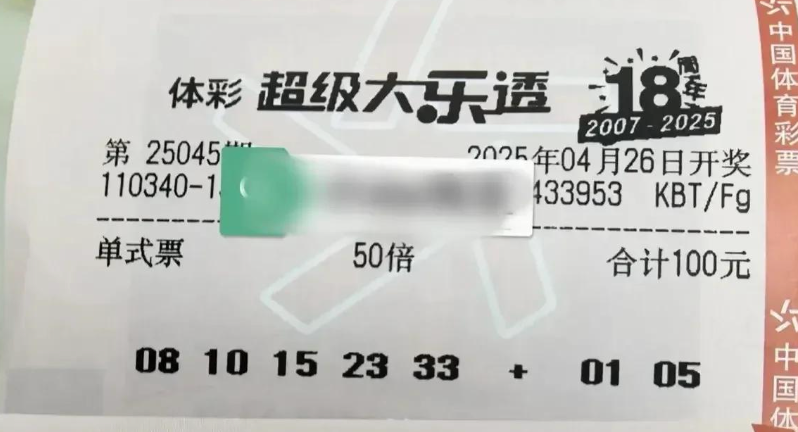 体彩 超级大乐透 18周年
2007-2025
第 25045期 2025年04月26日开奖
110340-1 433953 KBT/Fg
单式票 50倍 合计100元
08 10 15 23 33 + 01 05
中国体育彩票
中国体